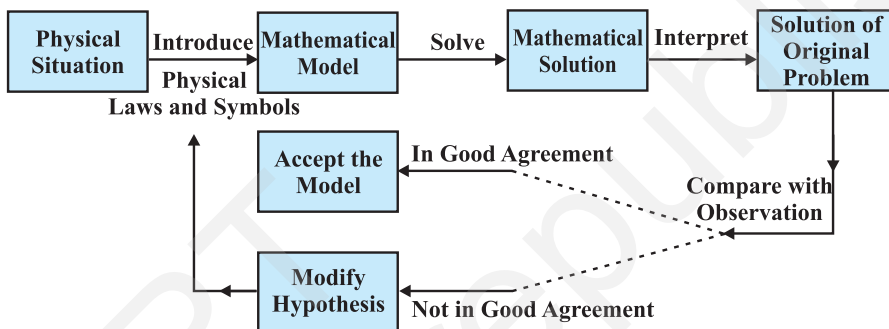 Physical
Situation
Introduce
Physical
Laws and Symbols
Mathematical
Model
Solve
Mathematical
Solution
Interpret
Solution of
Original
Problem
Compare with
Observation
In Good Agreement
Accept the
Model
Not in Good Agreement
Modify
Hypothesis